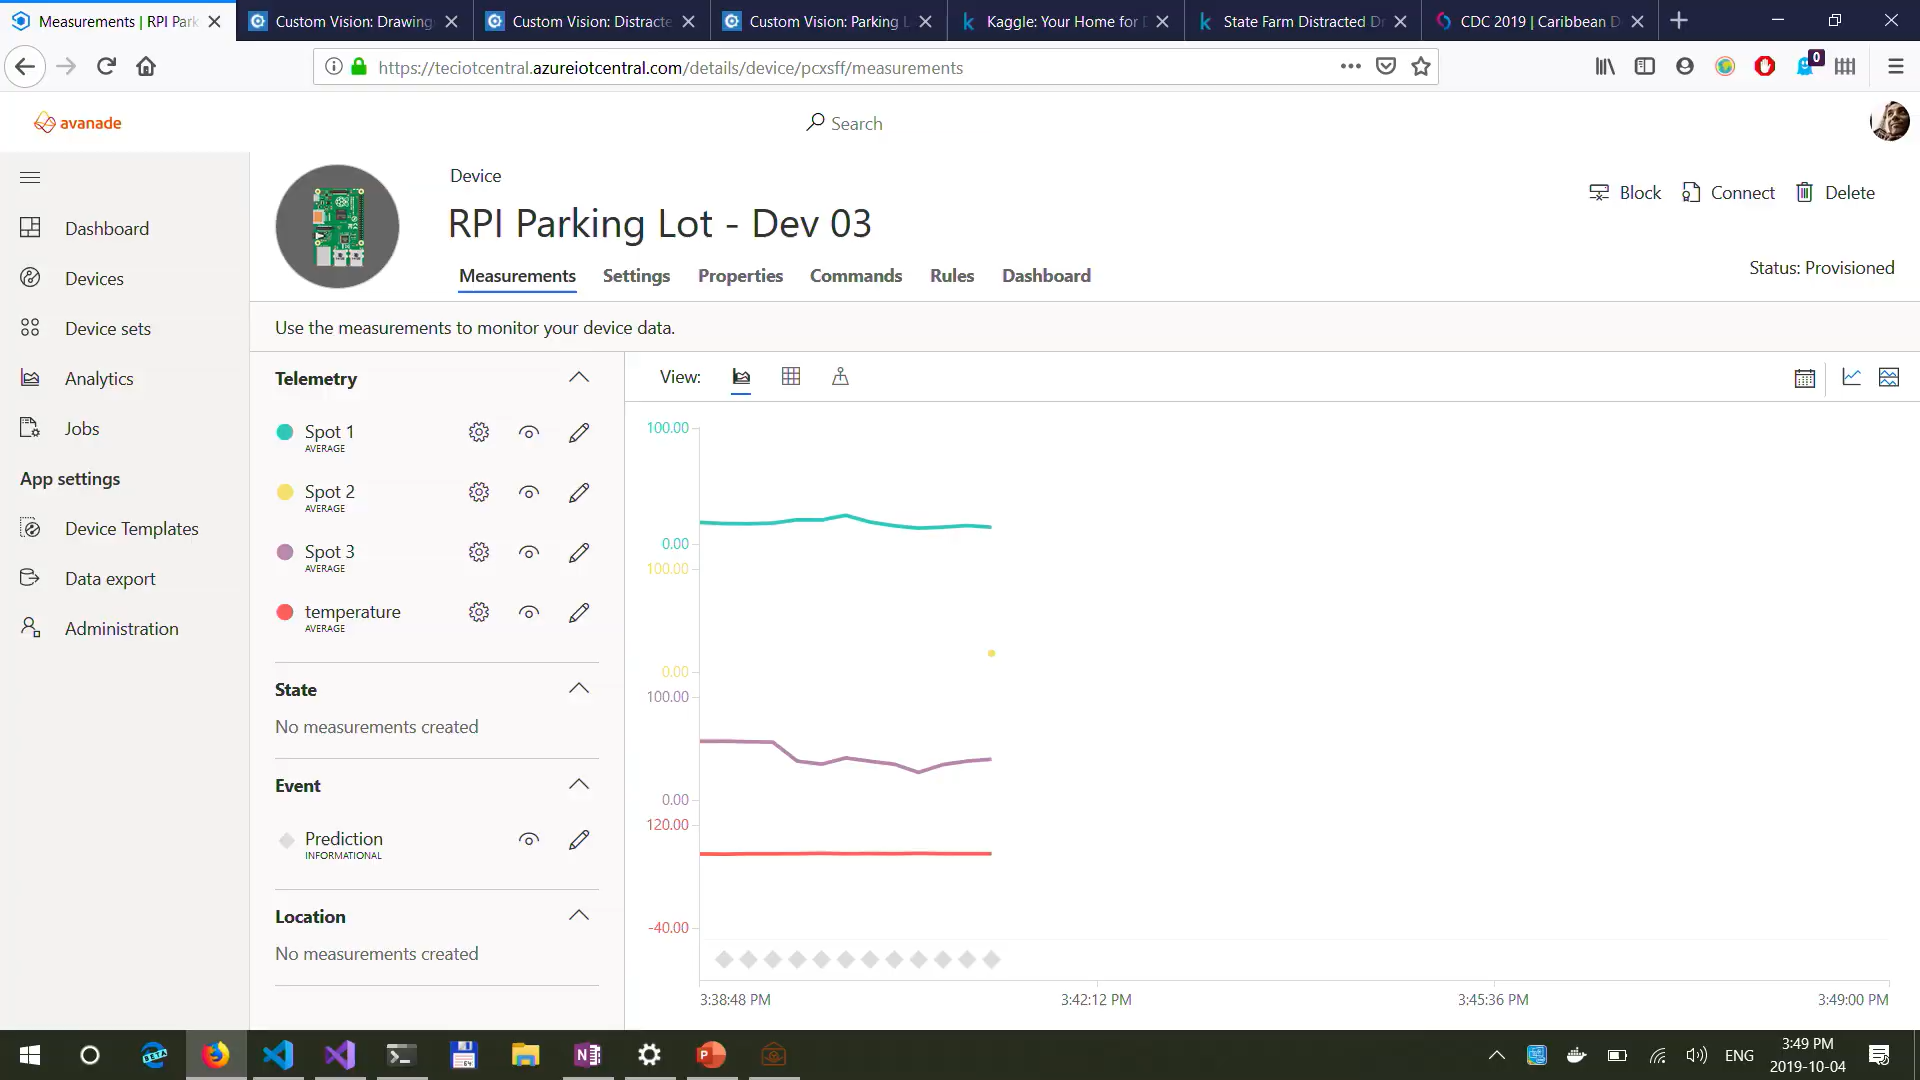 Measurements | RPI Park
Custom Vision: Drawing
Custom Vision: Distracte
Custom Vision: Parking L
Kaggle: Your Home for D
State Farm Distracted Dr
CDC 2019 | Caribbean D
https://teciotcentral.azureiotcentral.com/details/device/pcxsff/measurements
0
avanade
Search
Device
RPI Parking Lot - Dev 03
Block
Connect
Delete
Measurements
Settings
Properties
Commands
Rules
Dashboard
Status: Provisioned
Dashboard
Devices
Device sets
Analytics
Jobs
App settings
Device Templates
Data export
Administration
Use the measurements to monitor your device data.
Telemetry
Spot 1
AVERAGE
Spot 2
AVERAGE
Spot 3
AVERAGE
temperature
AVERAGE
State
No measurements created
Event
Prediction
INFORMATIONAL
Location
No measurements created
View:
100.00
0.00
100.00
0.00
100.00
0.00
120.00
-40.00
3:38:48 PM
3:42:12 PM
3:45:36 PM
3:49:00 PM
ENG
3:49 PM
2019-10-04